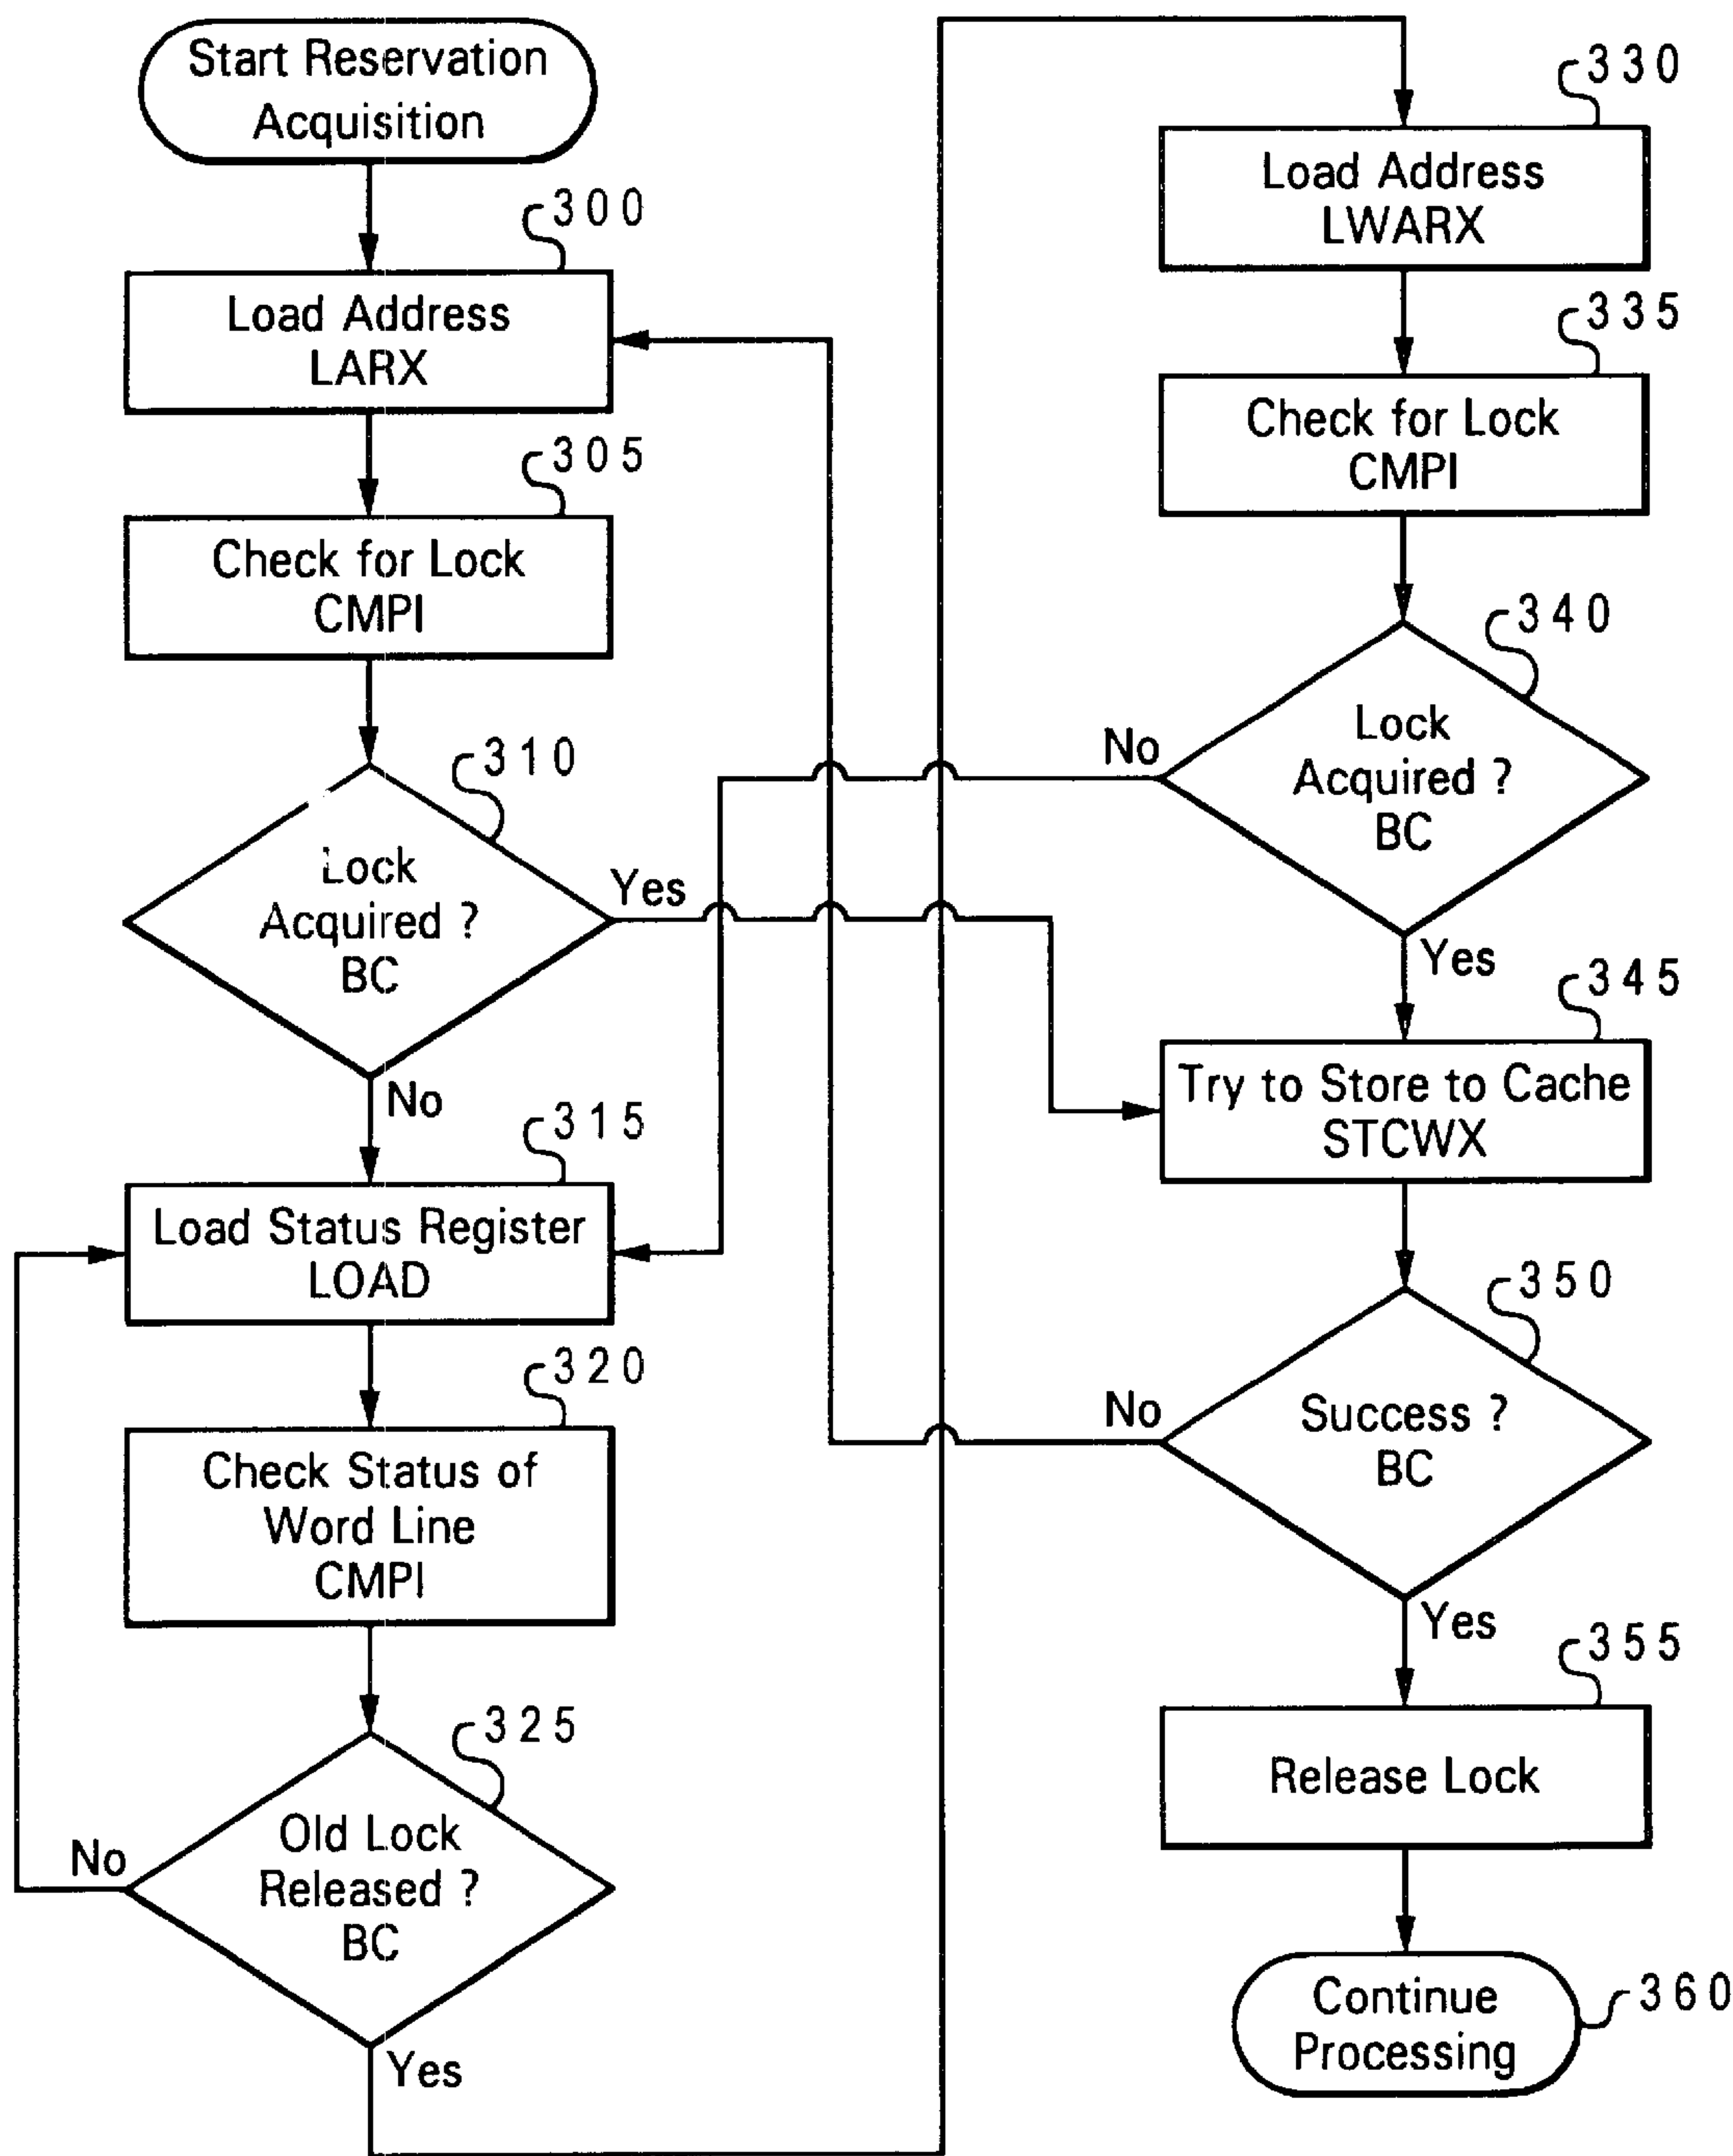 Start Reservation
Acquisition
300
Load Address
LARX
305
Check for Lock
CMPI
310
Lock
Acquired ?
BC
Yes
No
315
Load Status Register
LOAD
320
Check Status of
Word Line
CMPI
325
Old Lock
Released ?
BC
No
Yes
330
Load Address
LWARX
335
Check for Lock
CMPI
340
Lock
Acquired ?
BC
No
Yes
345
Try to Store to Cache
STCWX
350
Success ?
BC
No
Yes
355
Release Lock
Continue
Processing
360